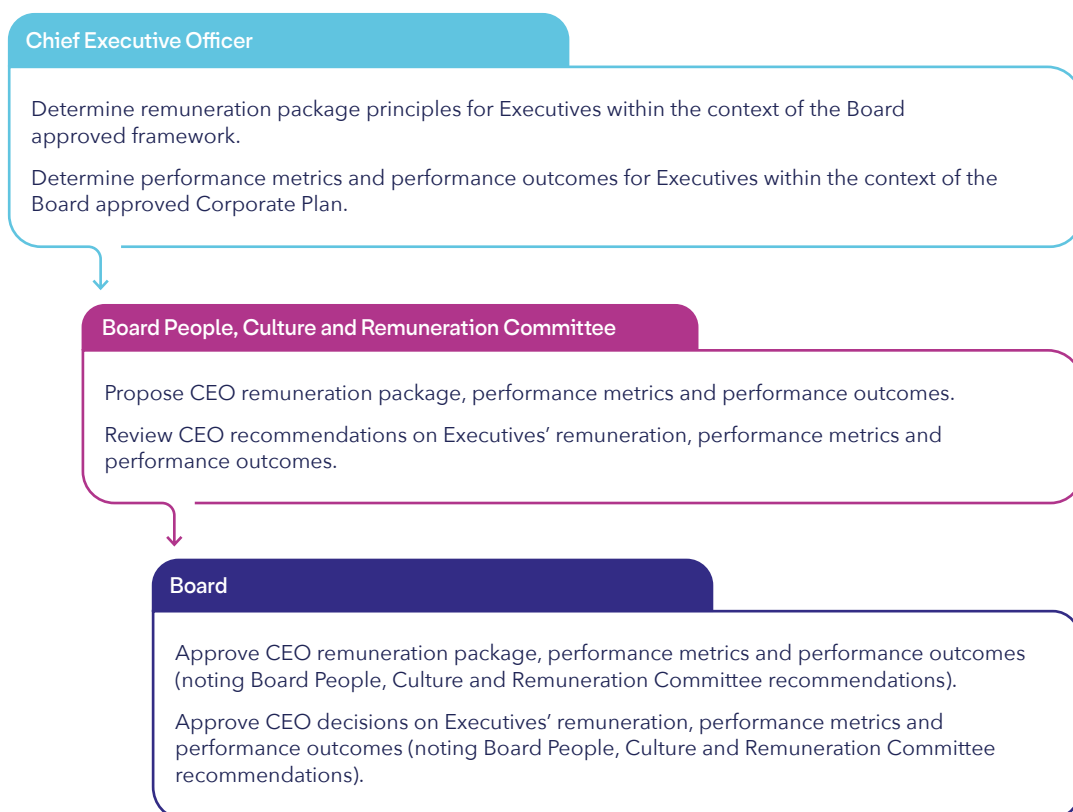 Chief Executive Officer
Determine remuneration package principles for Executives within the context of the Board
approved framework.
Determine performance metrics and performance outcomes for Executives within the context of the
Board approved Corporate Plan.
Board People, Culture and Remuneration Committee
Propose CEO remuneration package, performance metrics and performance outcomes.
Review CEO recommendations on Executives’ remuneration, performance metrics and
performance outcomes.
Board
Approve CEO remuneration package, performance metrics and performance outcomes
(noting Board People, Culture and Remuneration Committee recommendations).
Approve CEO decisions on Executives’ remuneration, performance metrics and
performance outcomes (noting Board People, Culture and Remuneration Committee
recommendations).